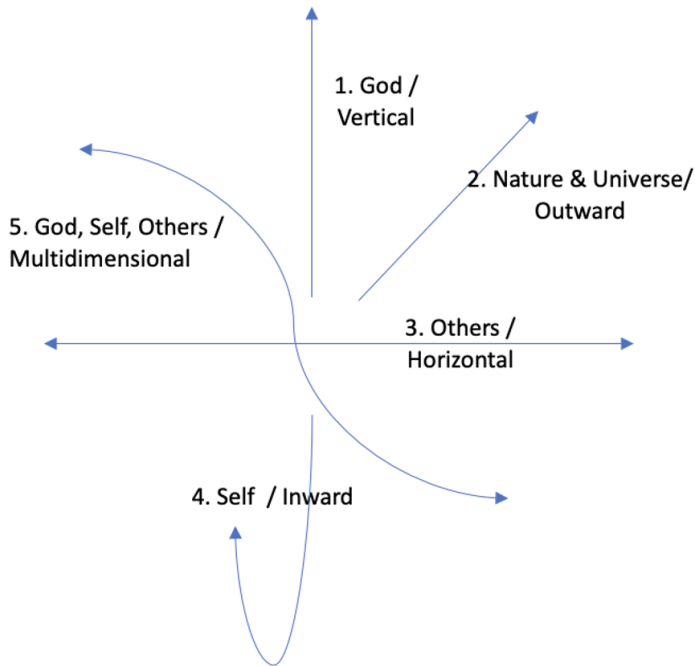 1. God /
Vertical
2. Nature & Universe/
Outward
5. God, Self, Others /
Multidimensional
3. Others /
Horizontal
4. Self  / Inward